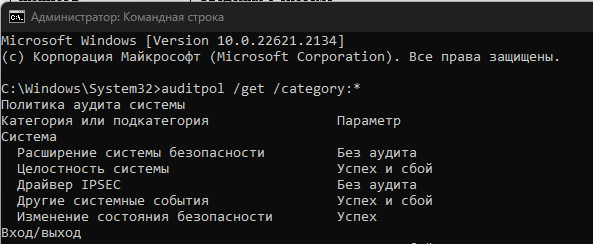 Администратор: Командная строка
Microsoft Windows [Version 10.0.22621.2134]
(c) Корпорация Майкрософт (Microsoft Corporation). Все права защищены.
C:\Windows\System32>auditpol /get /category:*
Политика аудита системы
Категория или подкатегория Параметр
Система
Расширение системы безопасности Без аудита
Целостность системы Успех и сбой
Драйвер IPSEC Без аудита
Другие системные события Успех и сбой
Изменение состояния безопасности Успех
Вход/выход